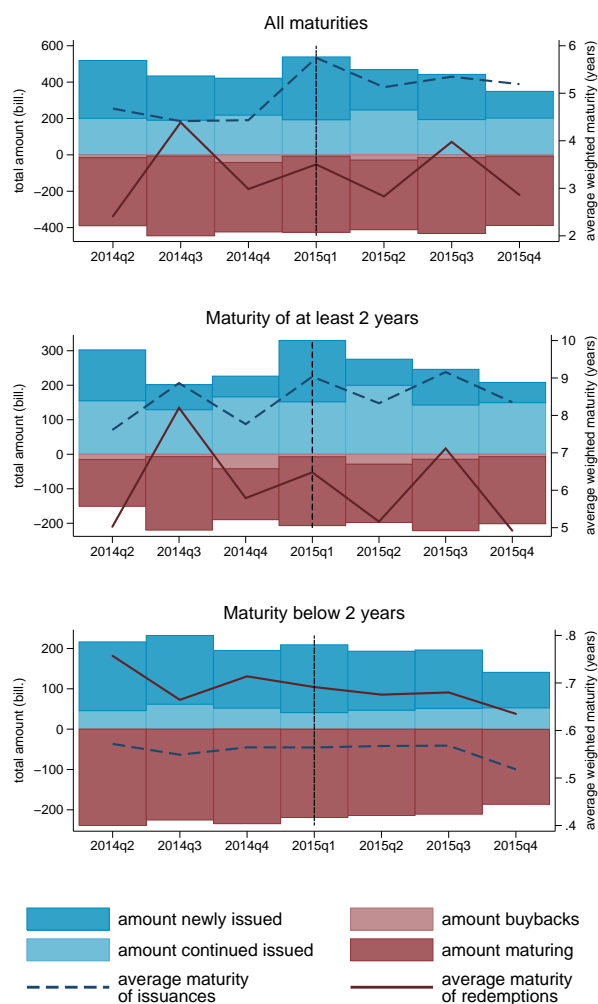 All maturities
total amount (bill.)
600
400
200
0
−200
−400
6
5
4
3
2
average weighted maturity (years)
2014q2 2014q3 2014q4 2015q1 2015q2 2015q3 2015q4
Maturity of at least 2 years
total amount (bill.)
300
200
100
0
−100
−200
10
9
8
7
6
5
average weighted maturity (years)
2014q2 2014q3 2014q4 2015q1 2015q2 2015q3 2015q4
Maturity below 2 years
total amount (bill.)
200
100
0
−100
−200
.8
.7
.6
.5
.4
average weighted maturity (years)
2014q2 2014q3 2014q4 2015q1 2015q2 2015q3 2015q4
amount newly issued
amount buybacks
amount continued issued
amount maturing
average maturity
of issuances
average maturity
of redemptions